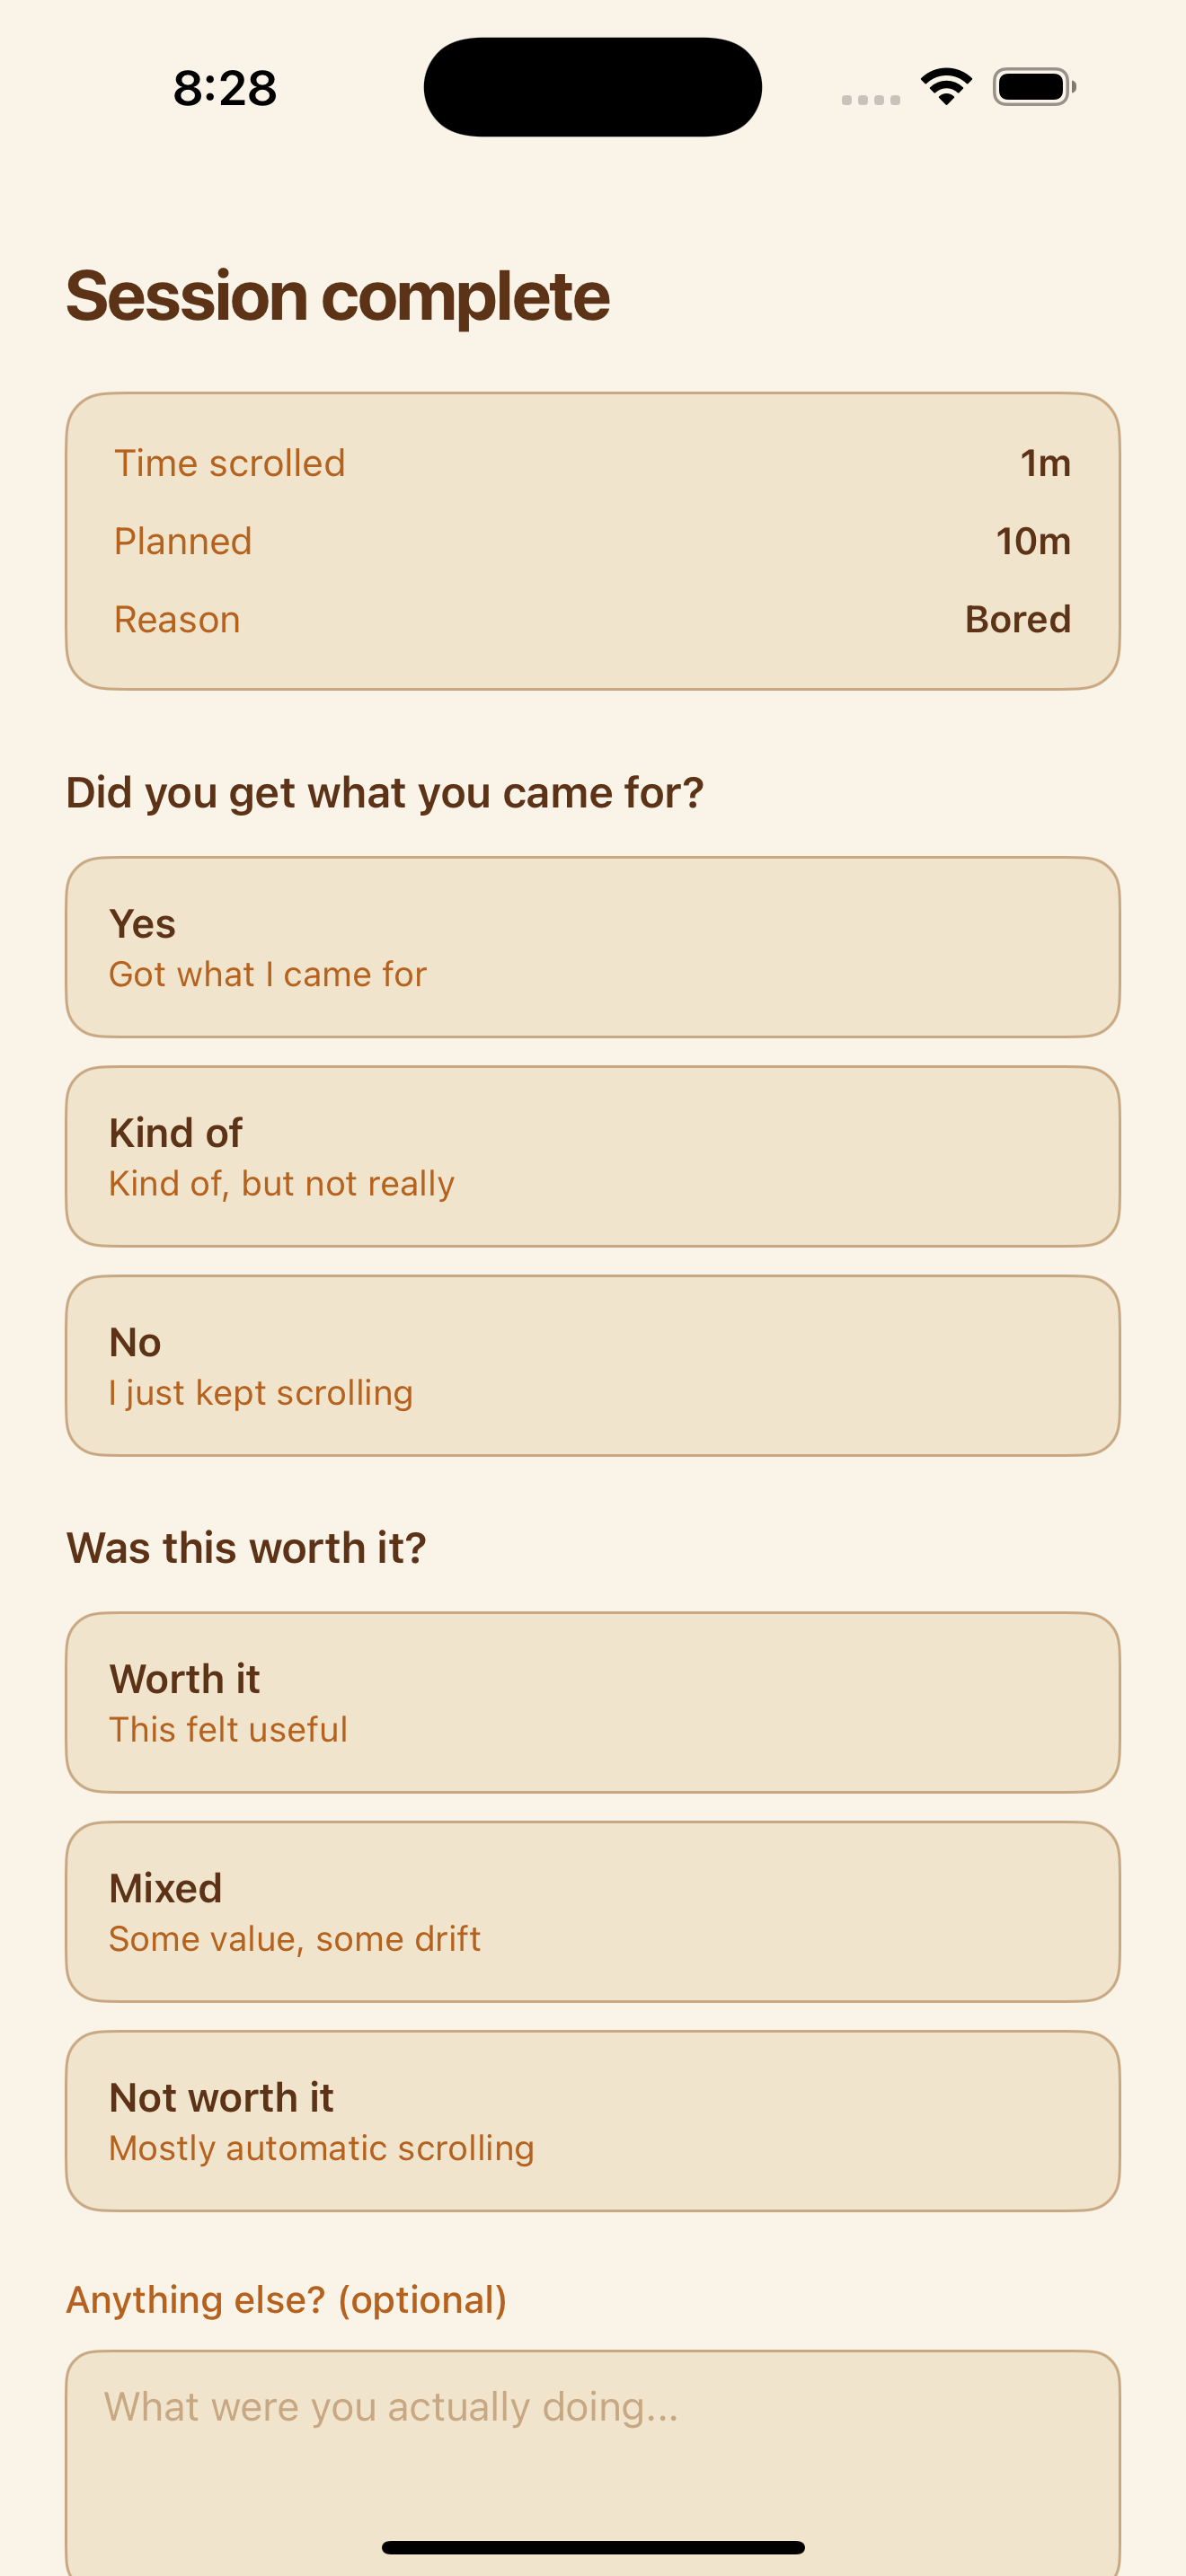 8:28
Session complete
Time scrolled 1m
Planned 10m
Reason Bored
Did you get what you came for?
Yes
Got what I came for
Kind of
Kind of, but not really
No
I just kept scrolling
Was this worth it?
Worth it
This felt useful
Mixed
Some value, some drift
Not worth it
Mostly automatic scrolling
Anything else? (optional)
What were you actually doing...